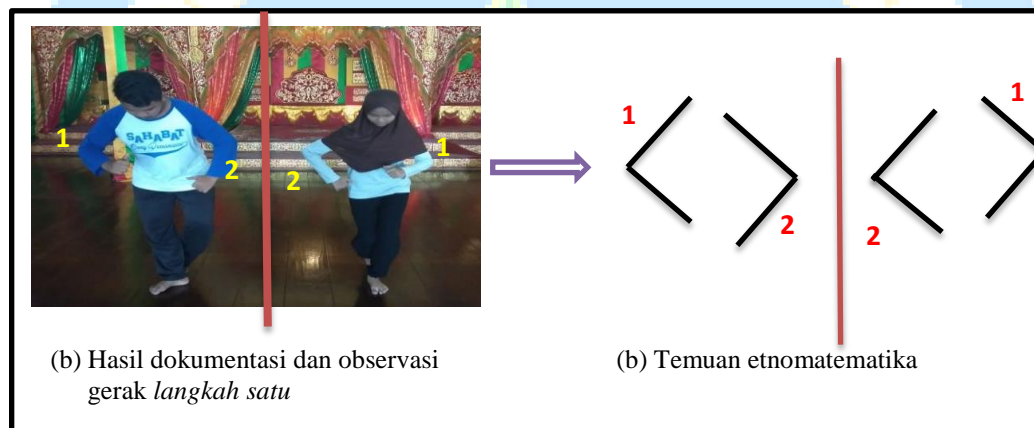 1
2
2
1
SAHABAT
1
2
2
1
(b) Hasil dokumentasi dan observasi
gerak langkah satu
(b) Temuan etnomatematika